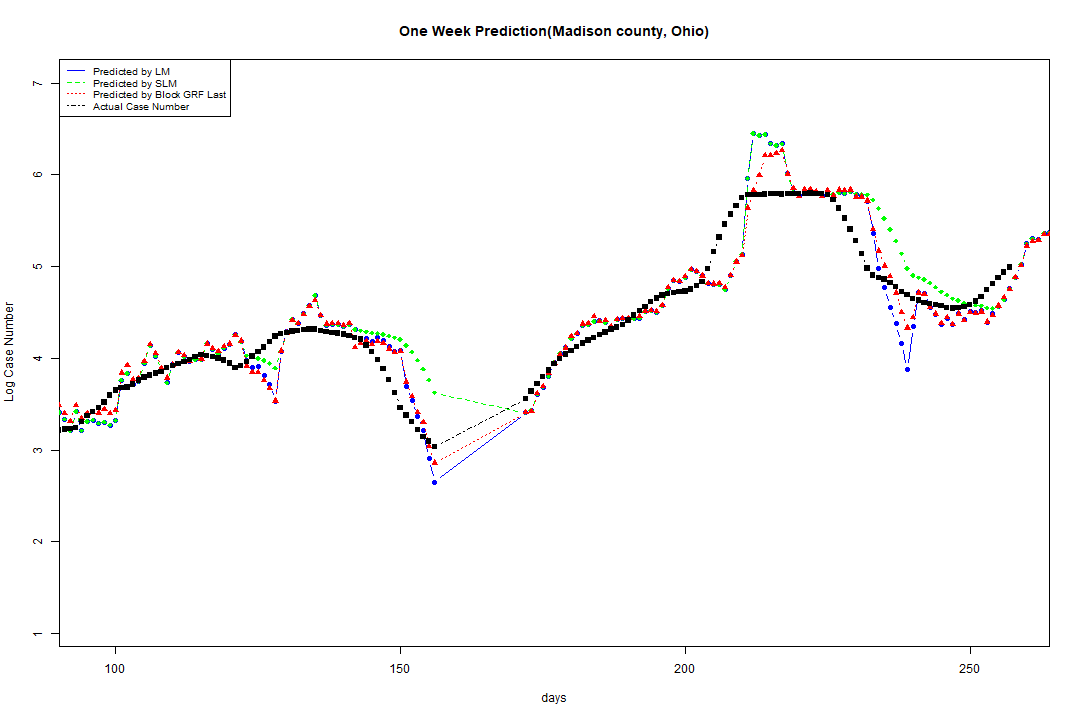 One Week Prediction(Madison county, Ohio)
Predicted by LM
Predicted by SLM
Predicted by Block GRF Last
Actual Case Number
7
6
5
4
3
2
1
Log Case Number
100
150
200
250
days